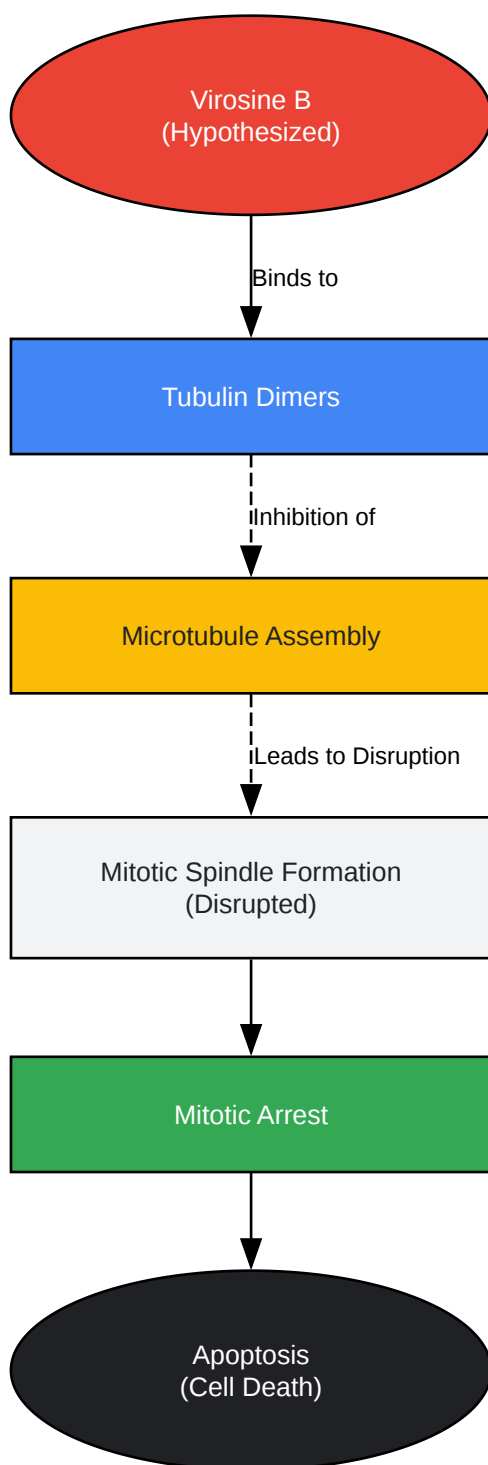 Virosine B
(Hypothesized)
Binds to
Tubulin Dimers
Inhibition of
Microtubule Assembly
Leads to Disruption
Mitotic Spindle Formation
(Disrupted)
Mitotic Arrest
Apoptosis
(Cell Death)